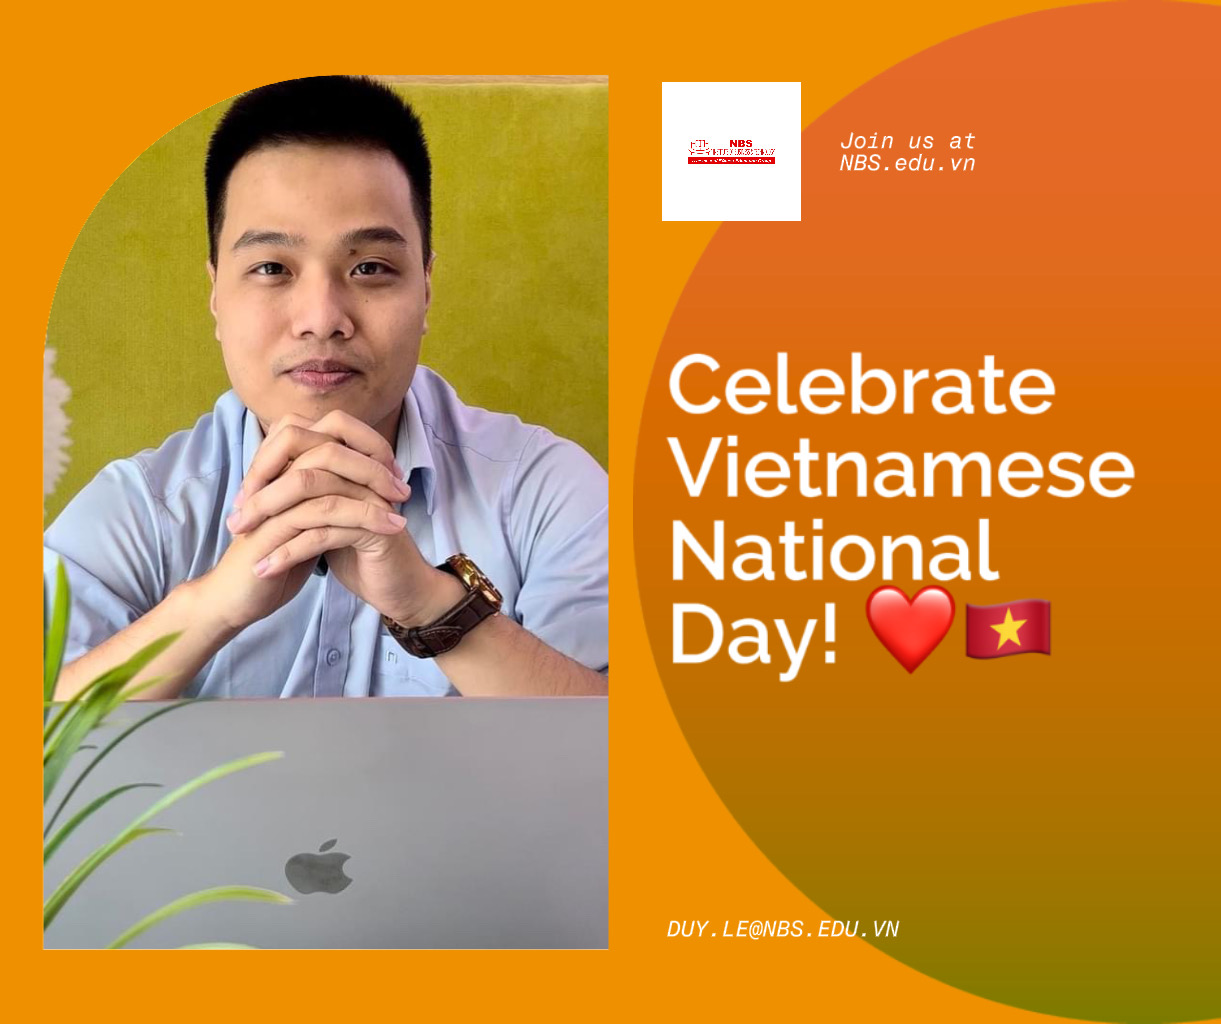 NBS
Join us at
NBS.edu.vn
Celebrate
Vietnamese
National
Day! ❤️🇻🇳
DUY.LE@NBS.EDU.VN